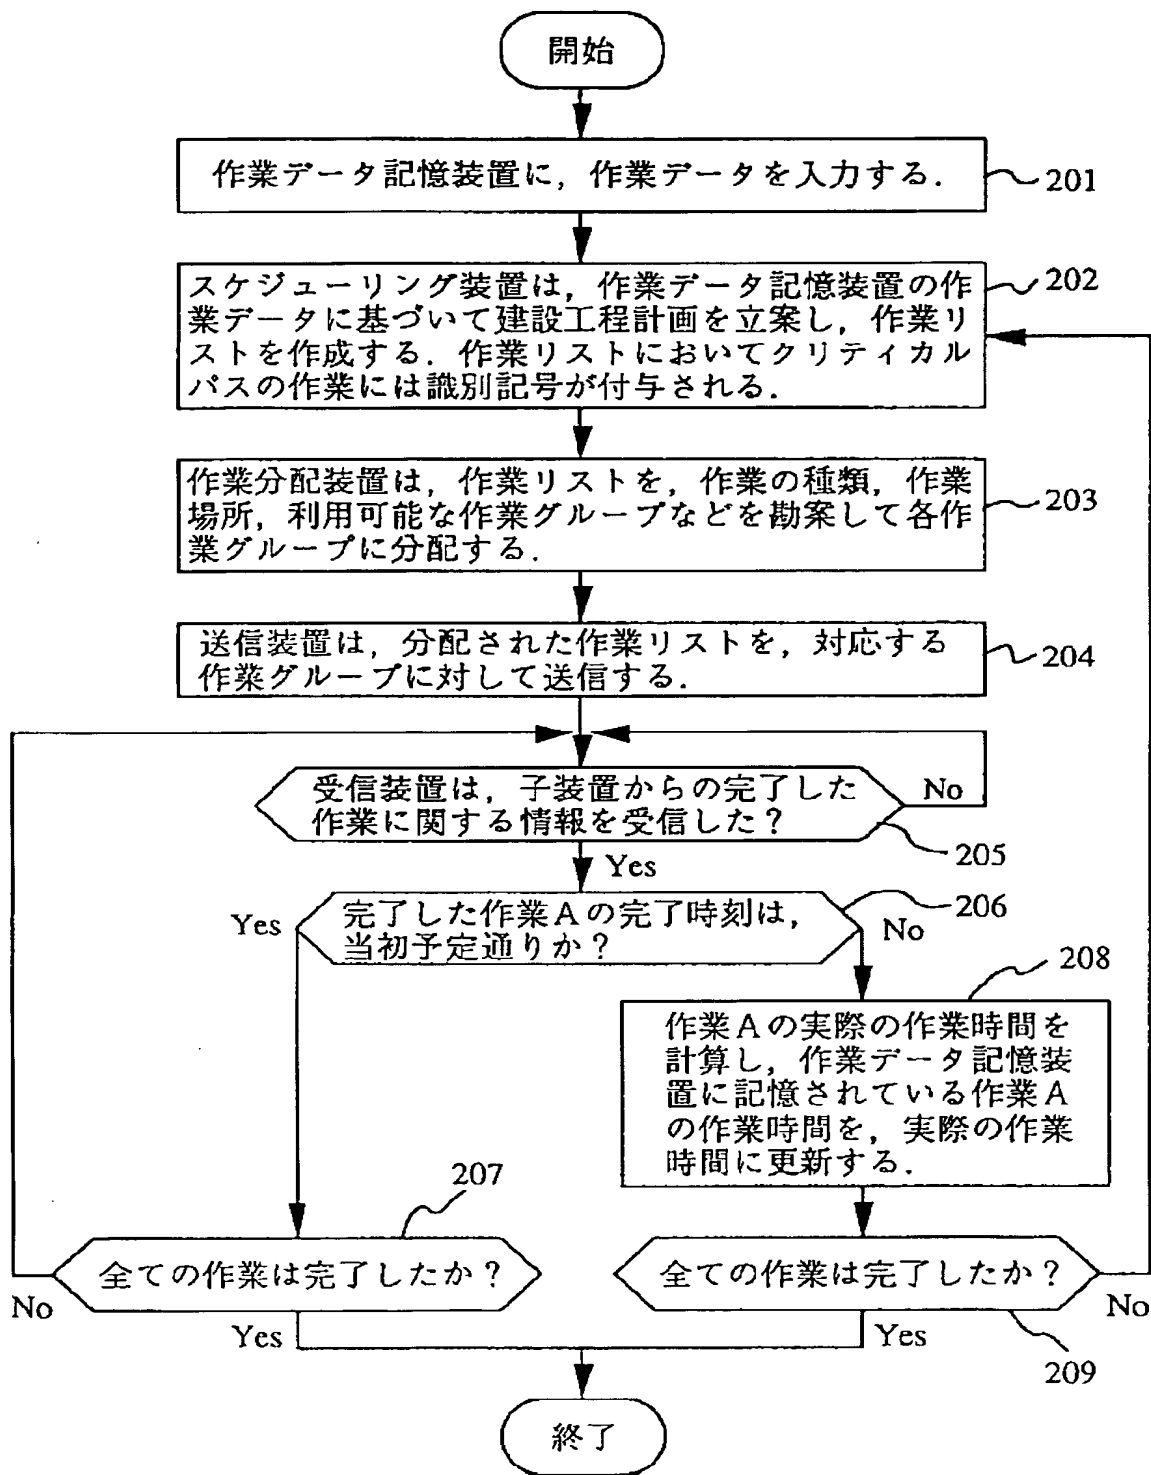 開始
作業データ記憶装置に，作業データを入力する．
201
スケジューリング装置は，作業データ記憶装置の作
業データに基づいて建設工程計画を立案し，作業リ
ストを作成する．作業リストにおいてクリティカル
パスの作業には識別記号が付与される．
202
作業分配装置は，作業リストを，作業の種類，作業
場所，利用可能な作業グループなどを勘案して各作
業グループに分配する．
203
送信装置は，分配された作業リストを，対応する
作業グループに対して送信する．
204
受信装置は，子装置からの完了した
作業に関する情報を受信した？
No
205
Yes
完了した作業Aの完了時刻は，
当初予定通りか？
206
Yes
No
208
作業Aの実際の作業時間を
計算し，作業データ記憶装
置に記憶されている作業A
の作業時間を，実際の作業
時間に更新する．
207
全ての作業は完了したか？
No
Yes
全ての作業は完了したか？
No
Yes
209
終了